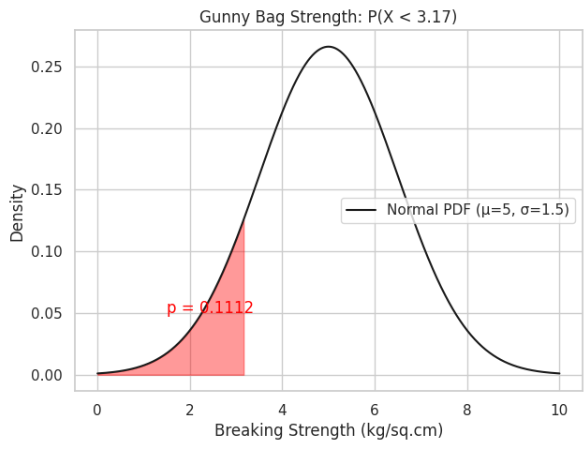 Gunny Bag Strength: P(X < 3.17)
0.25
0.20
0.15
0.10
0.05
0.00
Density
Normal PDF (μ=5, σ=1.5)
p = 0.1112
0 2 4 6 8 10
Breaking Strength (kg/sq.cm)